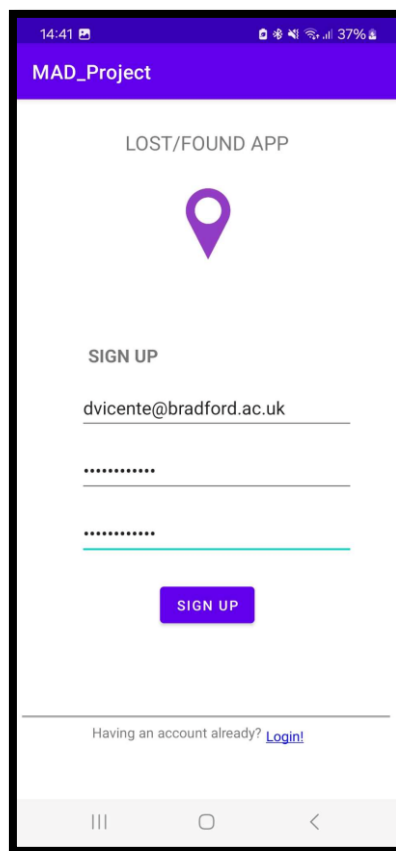 14:41 37%
MAD_Project
LOST/FOUND APP
SIGN UP
dvicente@bradford.ac.uk
••••••••••••
••••••••••••
SIGN UP
Having an account already? Login!